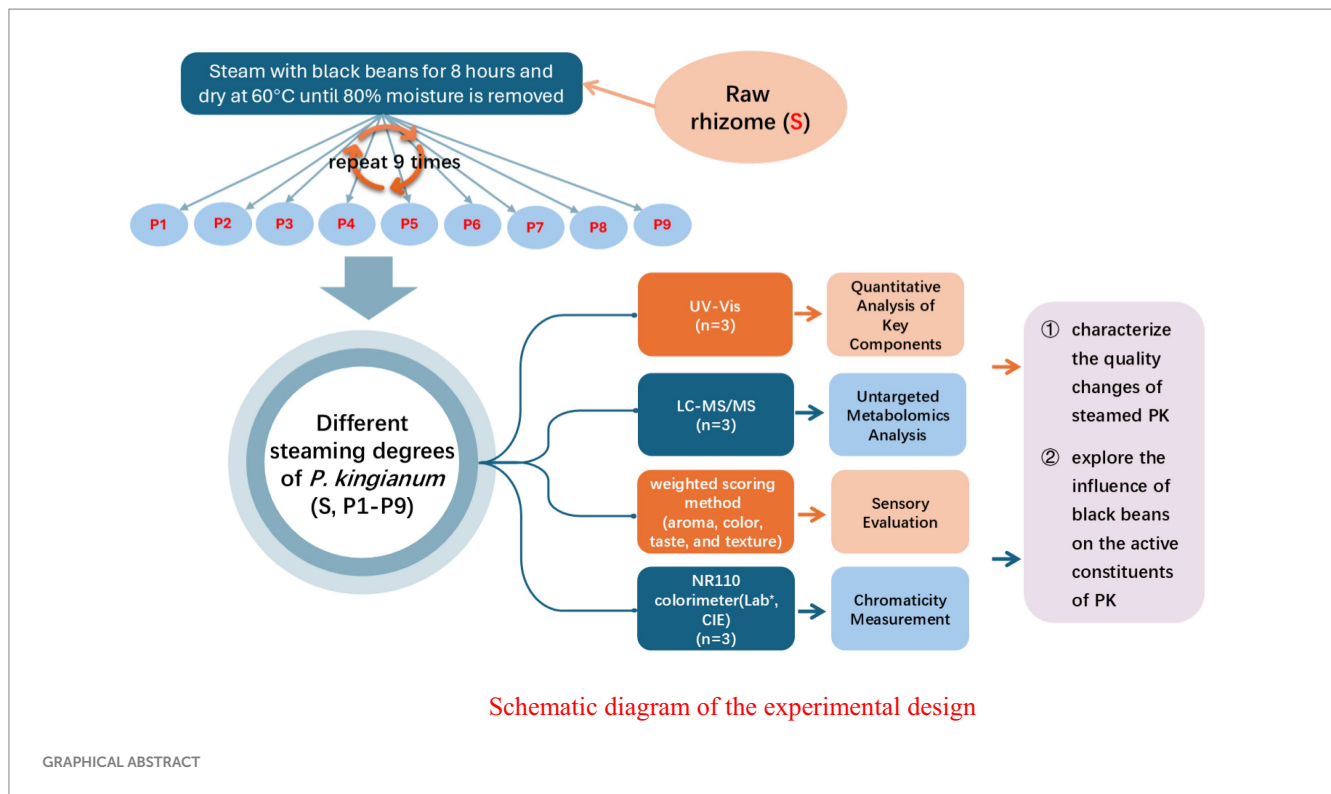 Steam with black beans for 8 hours and
dry at 60°C until 80% moisture is removed
Raw
rhizome (S)
repeat 9 times
P1
P2
P3
P4
P5
P6
P7
P8
P9
Different
steaming degrees
of P. kingianum
(S, P1-P9)
UV-Vis
(n=3)
Quantitative
Analysis of
Key
Components
LC-MS/MS
(n=3)
Untargeted
Metabolomics
Analysis
weighted scoring
method
(aroma, color,
taste, and texture)
Sensory
Evaluation
NR110
colorimeter(Lab*,
CIE)
(n=3)
Chromaticity
Measurement
① characterize
the quality
changes of
steamed PK
② explore the
influence of
black beans
on the active
constituents
of PK
Schematic diagram of the experimental design
GRAPHICAL ABSTRACT